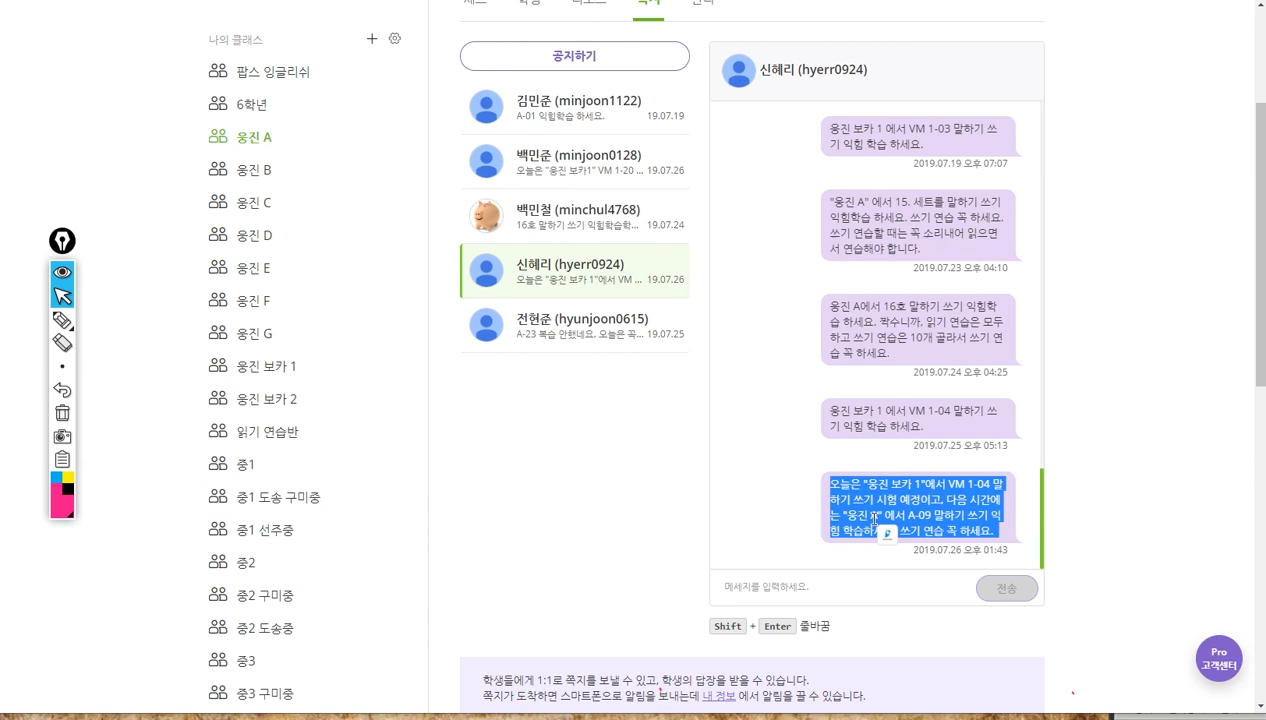 나의 클래스
팝스 잉글리쉬
6학년
웅진 A
웅진 B
웅진 C
웅진 D
웅진 E
웅진 F
웅진 G
웅진 보카 1
웅진 보카 2
읽기 연습반
중1
중1 도송 구미중
중1 선주중
중2
중2 구미중
중2 도송중
중3
중3 구미중
공지하기
김민준 (minjoon1122)
A-01 익힘학습 하세요. 19.07.19
백민준 (minjoon0128)
오늘은 "웅진 보카1" VM 1-20 ... 19.07.26
백민철 (minchul4768)
16호 말하기 쓰기 익힘학습학... 19.07.24
신혜리 (hyerr0924)
오늘은 "웅진 보카 1"에서 VM ... 19.07.26
전현준 (hyunjoon0615)
A-23 복습 안했네요. 오늘은 꼭... 19.07.25
신혜리 (hyerr0924)
웅진 보카 1 에서 VM 1-03 말하기 쓰
기 익힘 학습 하세요.
2019.07.19 오후 07:07
"웅진 A" 에서 15. 세트를 말하기 쓰기
익힘학습 하세요. 쓰기 연습 꼭 하세요.
쓰기 연습할 때는 꼭 소리내어 읽으면
서 연습해야 합니다.
2019.07.23 오후 04:10
웅진 A에서 16호 말하기 쓰기 익힘학
습 하세요. 짝수니까, 읽기 연습은 모두
하고 쓰기 연습은 10개 골라서 쓰기 연
습 꼭 하세요.
2019.07.24 오후 04:25
웅진 보카 1 에서 VM 1-04 말하기 쓰
기 익힘 학습 하세요.
2019.07.25 오후 05:13
오늘은 "웅진 보카 1"에서 VM 1-04 말
하기 쓰기 시험 예정이고, 다음 시간에
는 "웅진 " 에서 A-09 말하기 쓰기 익
힘 학습하 쓰기 연습 꼭 하세요.
2019.07.26 오후 01:43
메세지를 입력하세요.
전송
Shift + Enter 줄바꿈
학생들에게 1:1로 쪽지를 보낼 수 있고, 학생의 답장을 받을 수 있습니다.
쪽지가 도착하면 스마트폰으로 알림을 보내는데 내 정보 에서 알림을 끌 수 있습니다.
Pro
고객센터